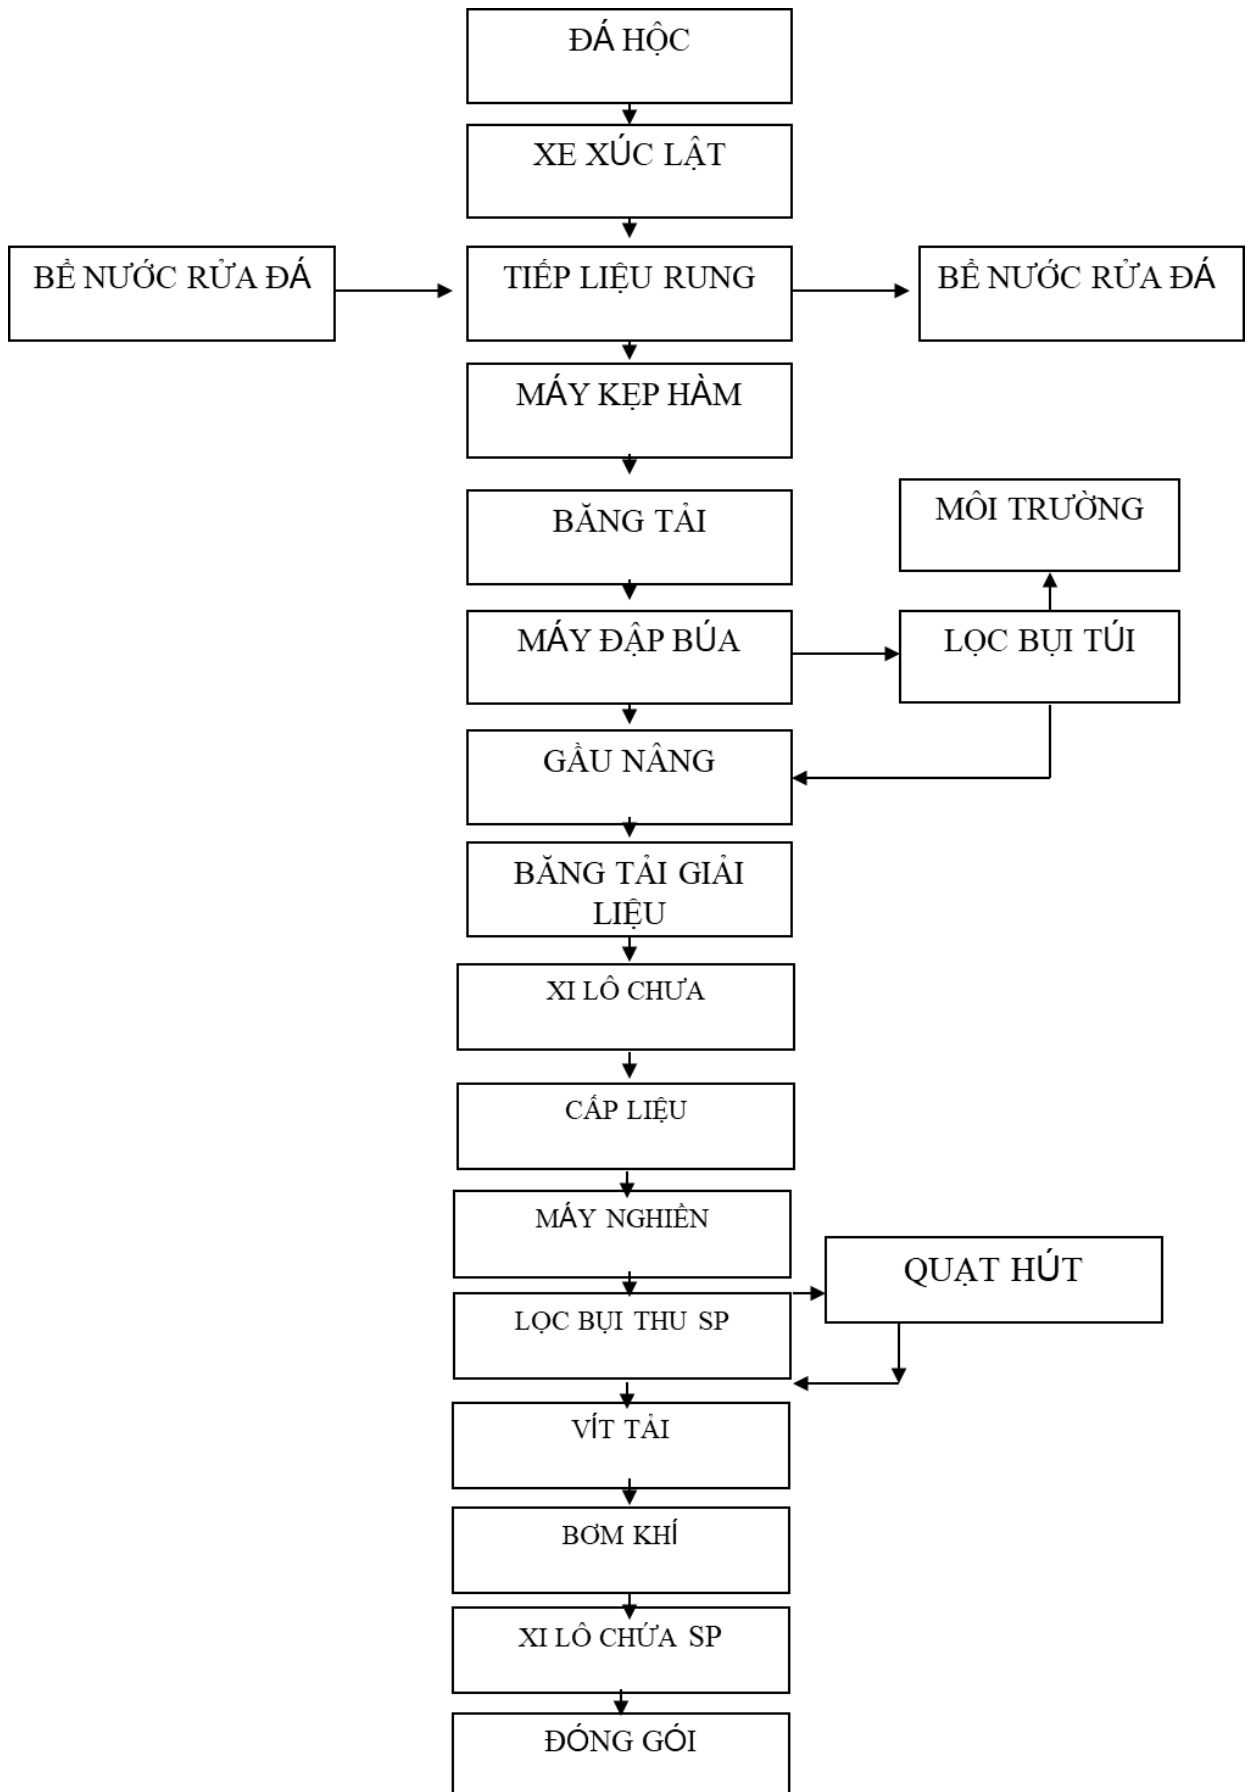 ĐÁ HỘC
XE XÚC LẬT
BỂ NƯỚC RỬA ĐÁ
TIẾP LIỆU RUNG
BỂ NƯỚC RỬA ĐÁ
MÁY KẸP HÀM
BĂNG TẢI
MÔI TRƯỜNG
MÁY ĐẬP BÚA
LỌC BỤI TÚI
GẦU NÂNG
BĂNG TẢI GIẢI
LIỆU
XI LÔ CHƯA
CẤP LIỆU
MÁY NGHIỀN
QUẠT HÚT
LỌC BỤI THU SP
VÍT TẢI
BƠM KHÍ
XI LÔ CHỨA SP
ĐÓNG GÓI